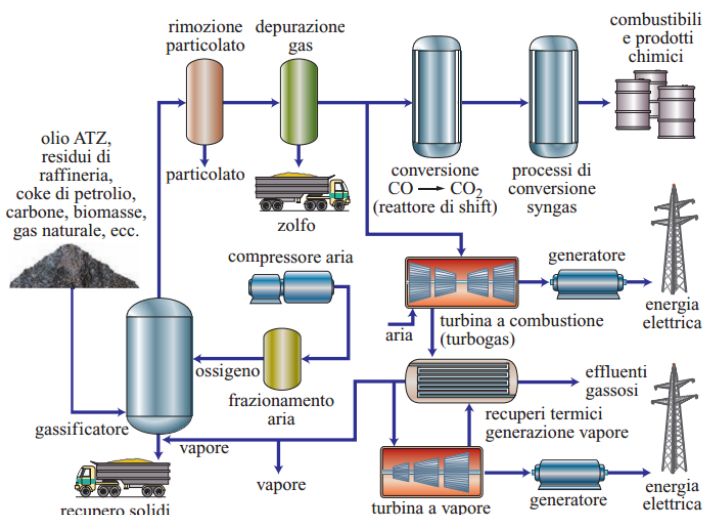 rimozione
particolato
depurazione
gas
combustibili
e prodotti
chimici
olio ATZ,
residui di
raffineria,
coke di petrolio,
carbone, biomasse,
gas naturale, ecc.
particolato
zolfo
conversione
CO → CO₂
(reattore di shift)
processi di
conversione
syngas
compressore aria
generatore
energia
elettrica
aria
turbina a combustione
(turbogas)
ossigeno
frazionamento
aria
effluenti
gassosi
recuperi termici
generazione vapore
gassificatore
vapore
vapore
recupero solidi
turbina a vapore
generatore
energia
elettrica